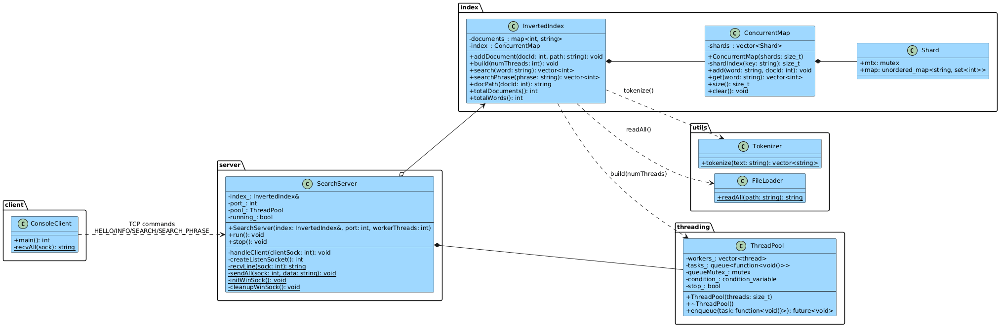 index
C InvertedIndex
-documents_: map<int, string>
-index_: ConcurrentMap
+addDocument(docId: int, path: string): void
+build(numThreads: int): void
+search(word: string): vector<int>
+searchPhrase(phrase: string): vector<int>
+docPath(docId: int): string
+totalDocuments(): int
+totalWords(): int
C ConcurrentMap
-shards_: vector<Shard>
+ConcurrentMap(shards: size_t)
-shardIndex(key: string): size_t
+add(word: string, docId: int): void
+get(word: string): vector<int>
+size(): size_t
+clear(): void
C Shard
+mtx: mutex
+map: unordered_map<string, set<int>>
tokenize()
readAll()
build(numThreads)
utils
C Tokenizer
+tokenize(text: string): vector<string>
C FileLoader
+readAll(path: string): string
server
C SearchServer
-index_: InvertedIndex&
-port_: int
-pool_: ThreadPool
-running_: bool
+SearchServer(index: InvertedIndex&, port: int, workerThreads: int)
+run(): void
+stop(): void
-handleClient(clientSock: int): void
-createListenSocket(): int
-recvLine(sock: int): string
-sendAll(sock: int, data: string): void
-initWinSock(): void
-cleanupWinSock(): void
client
C ConsoleClient
+main(): int
-recvAll(sock): string
TCP commands
HELLO/INFO/SEARCH/SEARCH_PHRASE
threading
C ThreadPool
-workers_: vector<thread>
-tasks_: queue<function<void()>>
-queueMutex_: mutex
-condition_: condition_variable
-stop_: bool
+ThreadPool(threads: size_t)
+~ThreadPool()
+enqueue(task: function<void()>): future<void>